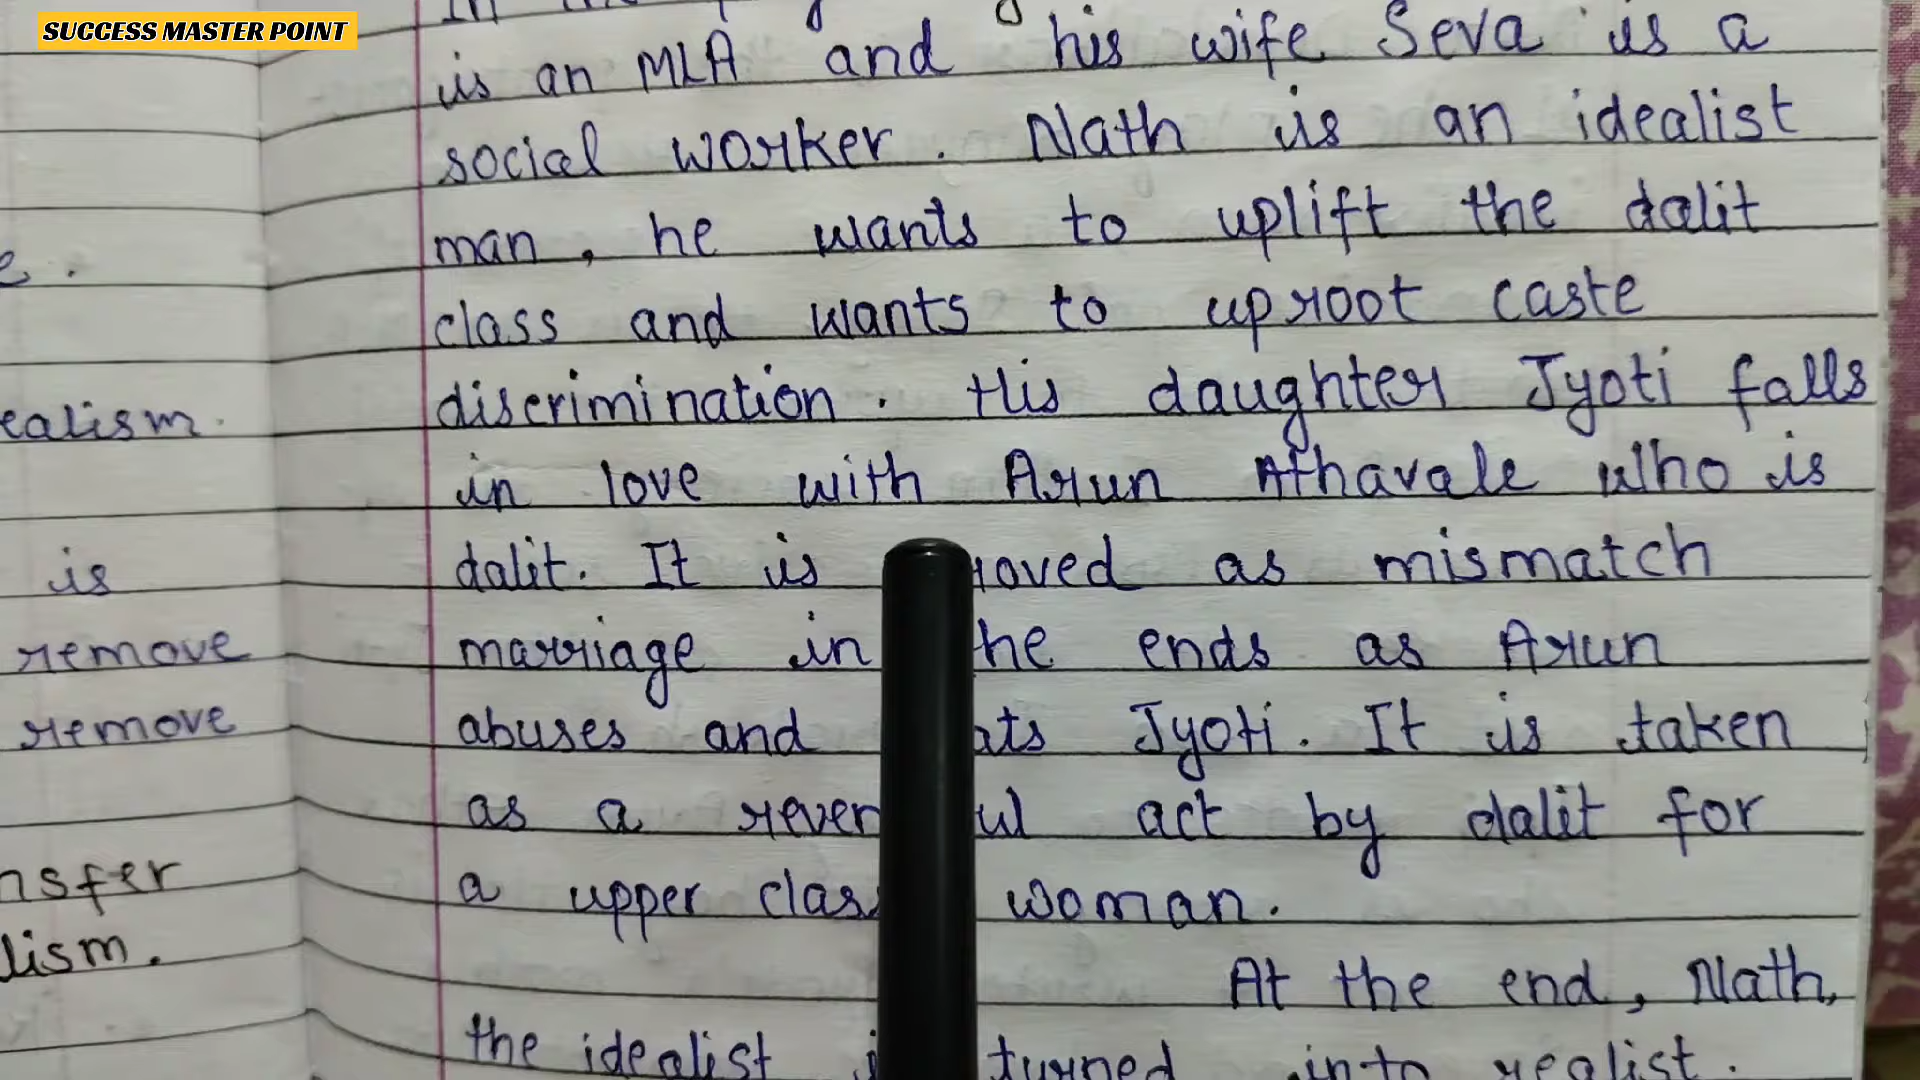 SUCCESS MASTER POINT
is an MLA and his wife Seva is a
social worker. Nath is an idealist
man, he wants to uplift the dalit
class and wants to uproot caste
discrimination. His daughter Jyoti falls
in love with Arun Athavale who is
dalit. It is as mismatch
marriage in ends as Arun
abuses and Jyoti. It is taken
as a act by dalit for
a upper woman.
At the end, Nath,
the idealist turned into realist.
e.
ealism.
is
remove
remove
nsfer
lism.